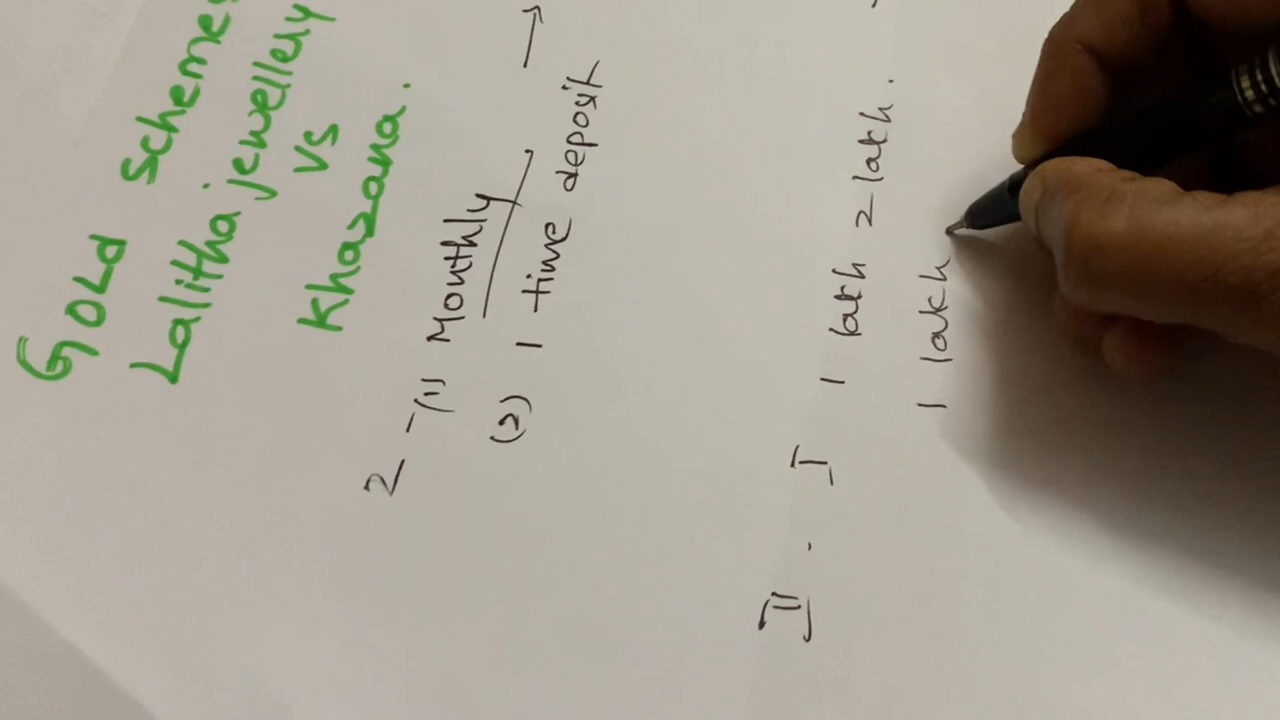 GOLd Schemes
Lalitha jewellery
vs
Khazana.
2 - (1) Monthly →
(2) 1 time deposit
II. I 1 lakh 2 lakh.
1 lakh